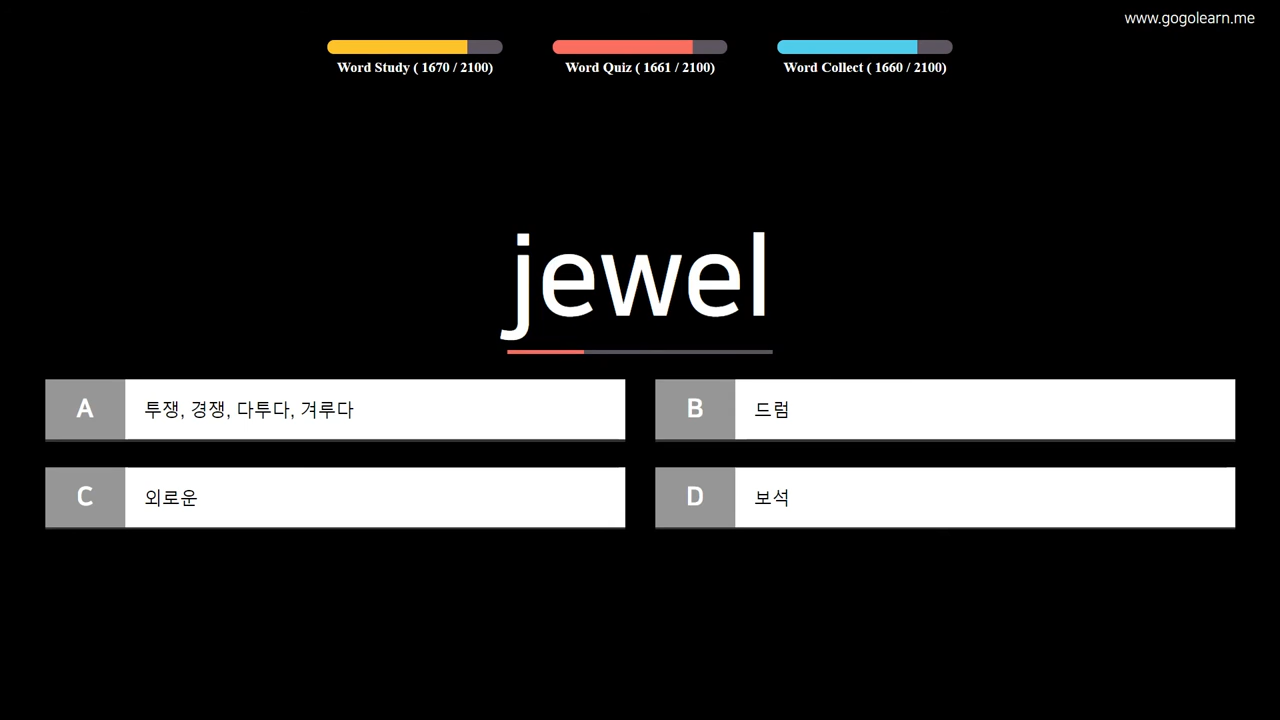 www.gogolearn.me
Word Study ( 1670 / 2100)
Word Quiz ( 1661 / 2100)
Word Collect ( 1660 / 2100)
jewel
A 투쟁, 경쟁, 다투다, 겨루다
B 드럼
C 외로운
D 보석